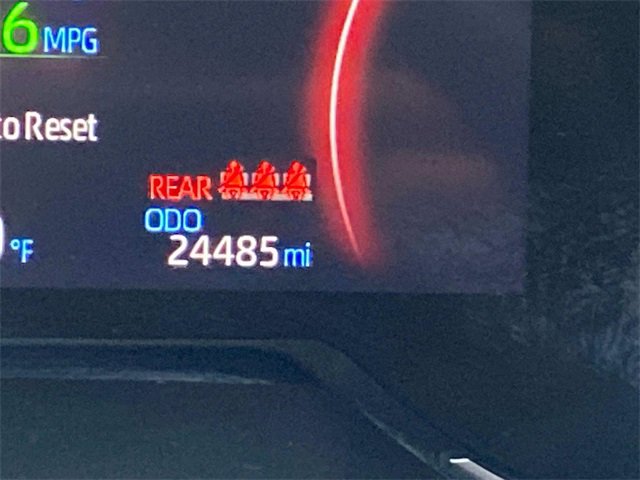 6 MPG
to Reset
REAR
ODO
°F
24485 mi